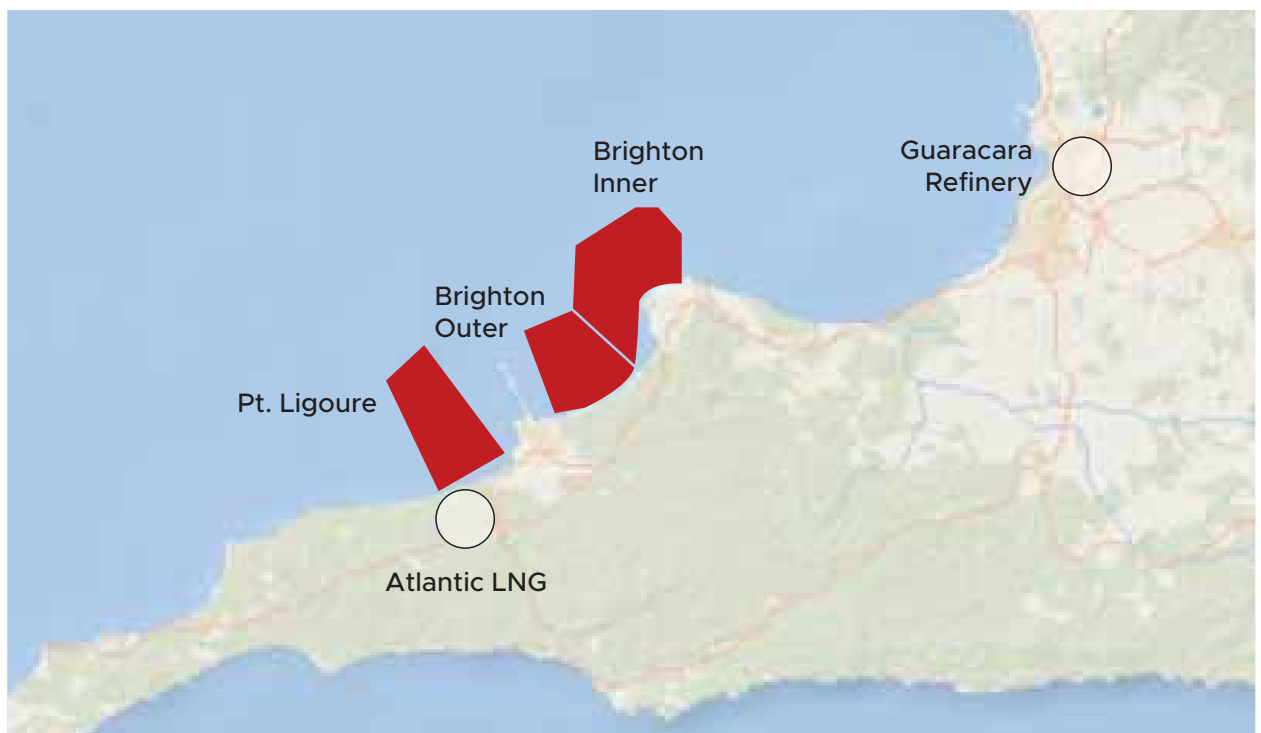 Brighton
Inner
Guaracara
Refinery
Brighton
Outer
Pt. Ligoure
Atlantic LNG